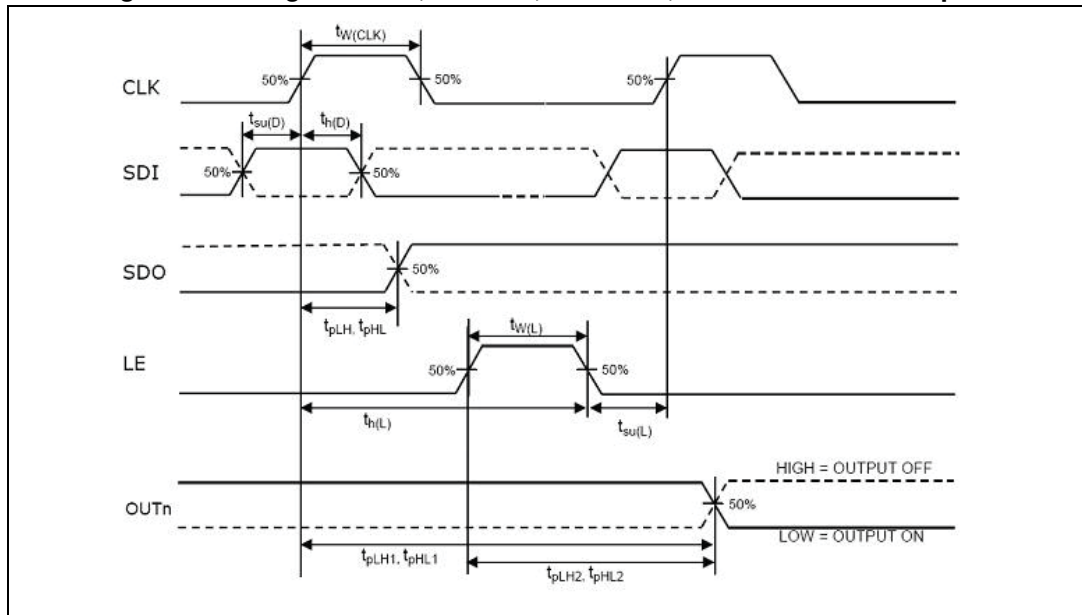 tW(CLK)
50%
50%
50%
CLK
tsu(D)
th(D)
50%
50%
SDI
50%
SDO
tpLH, tpHL
tW(L)
LE
50%
50%
th(L)
tsu(L)
HIGH = OUTPUT OFF
50%
OUTn
LOW = OUTPUT ON
tpLH1, tpHL1
tpLH2, tpHL2